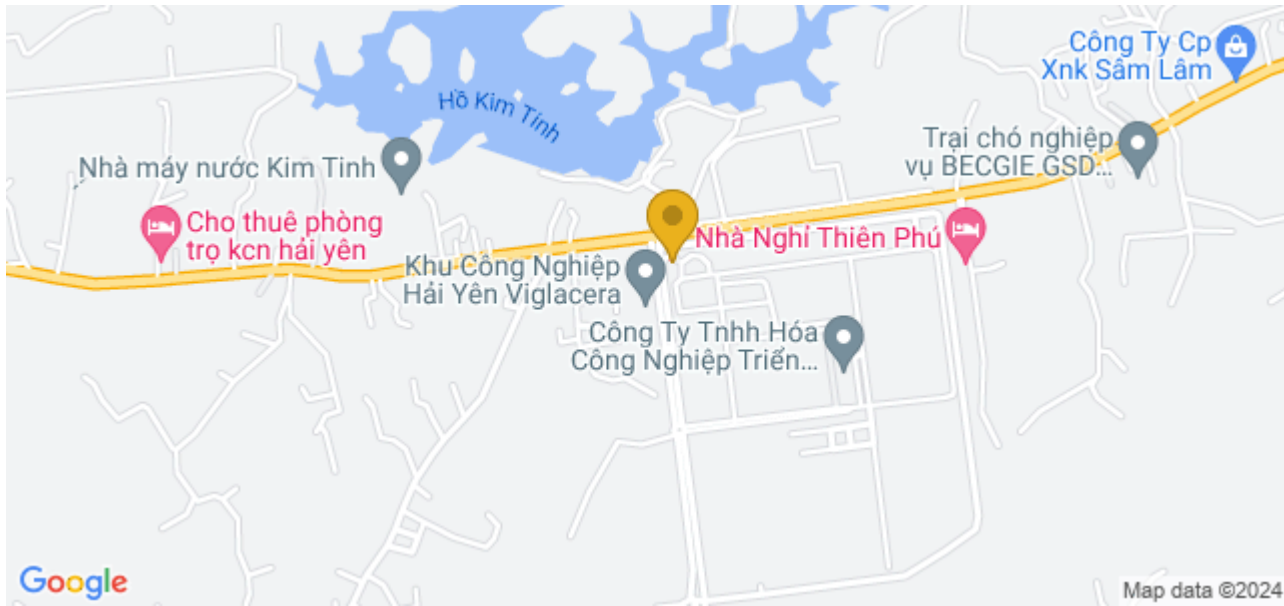 Công Ty Cp
Xnk Sâm Lâm
Hồ Kim Tính
Trại chó nghiệp
vụ BECGIE GSD...
Nhà máy nước Kim Tinh
Cho thuê phòng
trọ kcn hải yên
Nhà Nghỉ Thiên Phú
Khu Công Nghiệp
Hải Yên Viglacera
Công Ty Tnhh Hóa
Công Nghiệp Triển...
Google
Map data ©2024